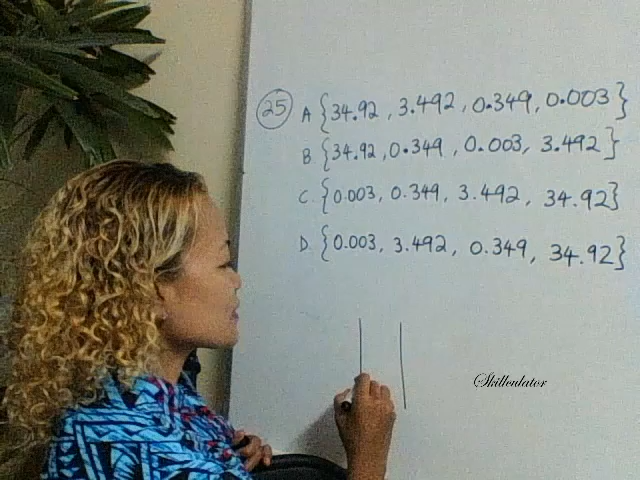 25 A {34.92, 3.492, 0.349, 0.003}
B. {34.92, 0.349, 0.003, 3.492}
C. {0.003, 0.349, 3.492, 34.92}
D. {0.003, 3.492, 0.349, 34.92}
Skillculator